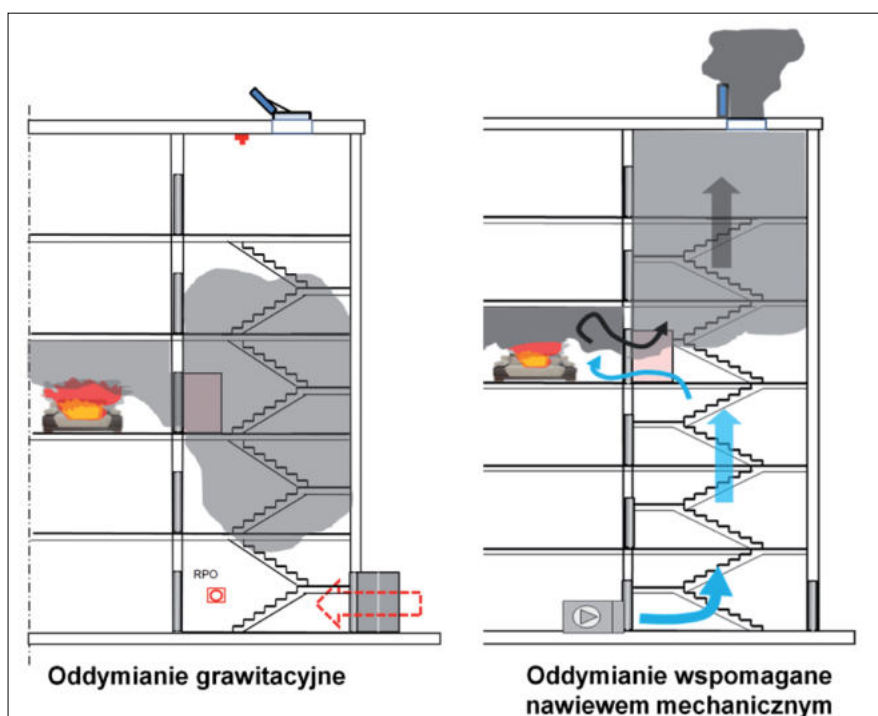 RPO
Oddymianie grawitacyjne
Oddymianie wspomagane
nawiewem mechanicznym